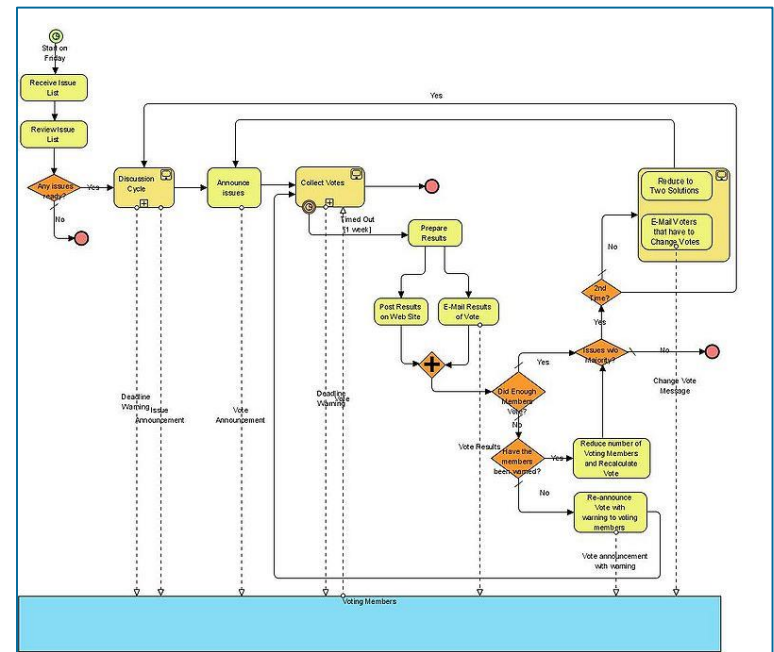 Start on
Friday
Receive Issue
List
Review Issue
List
Any issues
ready?
Yes
No
Discussion
Cycle
Announce
issues
Collect Votes
Timed Out
[1 week]
Prepare
Results
Post Results
on Web Site
E-Mail Results
of Vote
Did Enough
Members
Vote?
Yes
No
Have the
members
been warned?
Yes
No
Reduce number of
Voting Members
and Recalculate
Vote
Re-announce
Vote with
warning to voting
members
Issues w/o
Majority?
No
Yes
2nd
Time?
No
Yes
Reduce to
Two Solutions
E-Mail Voters
that have to
Change Votes
Deadline
Warning
Issue
Announcement
Vote
Announcement
Deadline
Warning
Vote
Vote Results
Change Vote
Message
Vote announcement
with warning
Voting Members